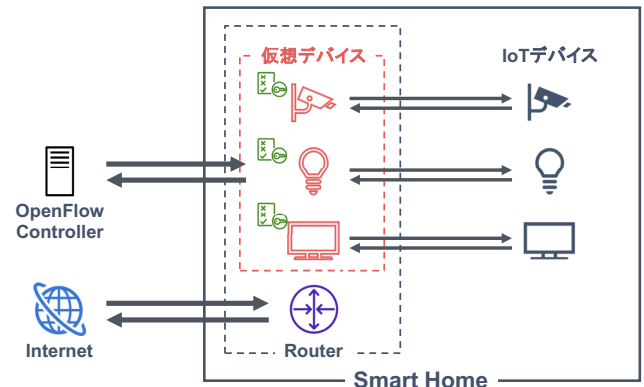 仮想デバイス
IoTデバイス
OpenFlow
Controller
Internet
Router
Smart Home